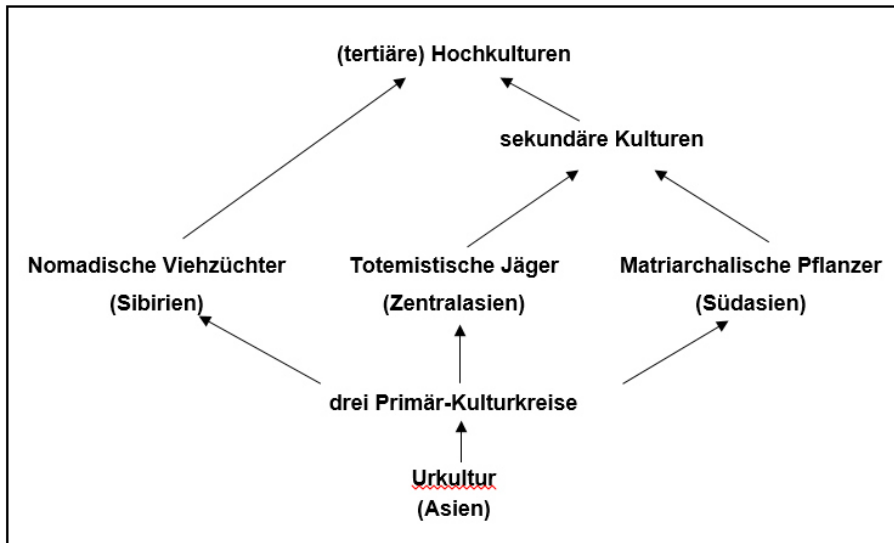 (tertiäre) Hochkulturen
sekundäre Kulturen
Nomadische Viehzüchter
(Sibirien)
Totemistische Jäger
(Zentralasien)
Matriarchalische Pflanzer
(Südasien)
drei Primär-Kulturkreise
Urkultur
(Asien)